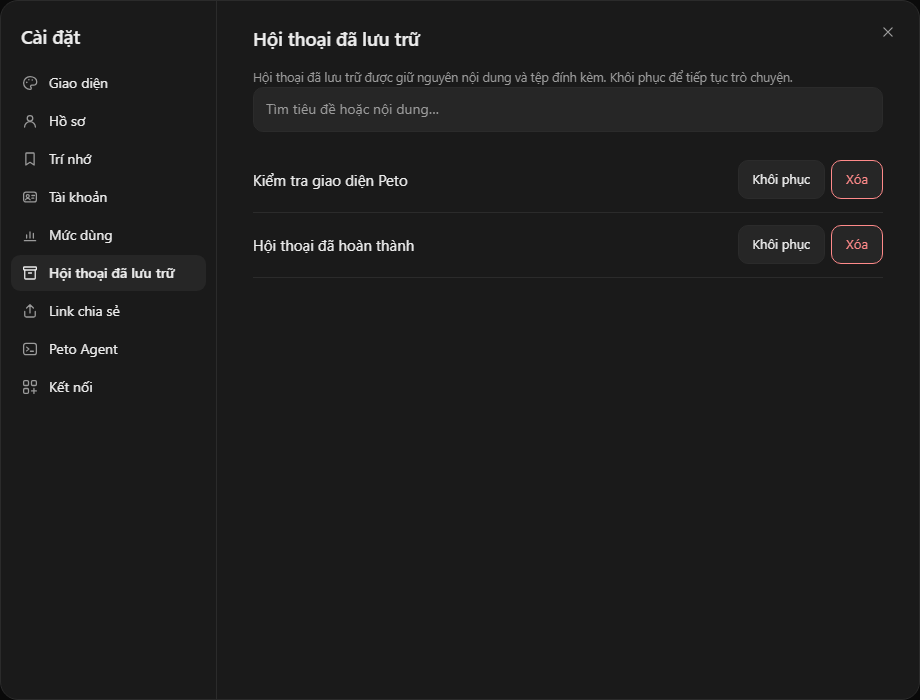 Cài đặt
Giao diện
Hồ sơ
Trí nhớ
Tài khoản
Mức dùng
Hội thoại đã lưu trữ
Link chia sẻ
Peto Agent
Kết nối
Hội thoại đã lưu trữ
Hội thoại đã lưu trữ được giữ nguyên nội dung và tệp đính kèm. Khôi phục để tiếp tục trò chuyện.
Tìm tiêu đề hoặc nội dung...
Kiểm tra giao diện Peto
Khôi phục
Xóa
Hội thoại đã hoàn thành
Khôi phục
Xóa